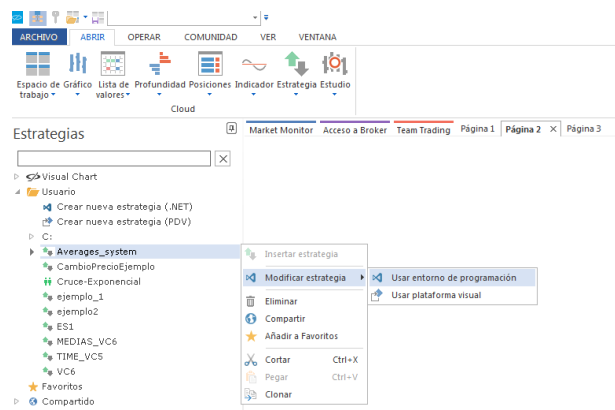 ARCHIVO ABRIR OPERAR COMUNIDAD VER VENTANA
Espacio de trabajo Gráfico Lista de valores Profundidad Posiciones Indicador Estrategia Estudio
Cloud
Estrategias
Market Monitor Acceso a Broker Team Trading Página 1 Página 2 Página 3
Visual Chart
Usuario
Crear nueva estrategia (.NET)
Crear nueva estrategia (PDV)
C:
Averages_system
CambioPrecioEjemplo
Cruce-Exponencial
ejemplo_1
ejemplo2
ES1
MEDIAS_VC6
TIME_VC5
VC6
Favoritos
Compartido
Insertar estrategia
Modificar estrategia
Eliminar
Compartir
Añadir a Favoritos
Cortar Ctrl+X
Pegar Ctrl+V
Clonar
Usar entorno de programación
Usar plataforma visual